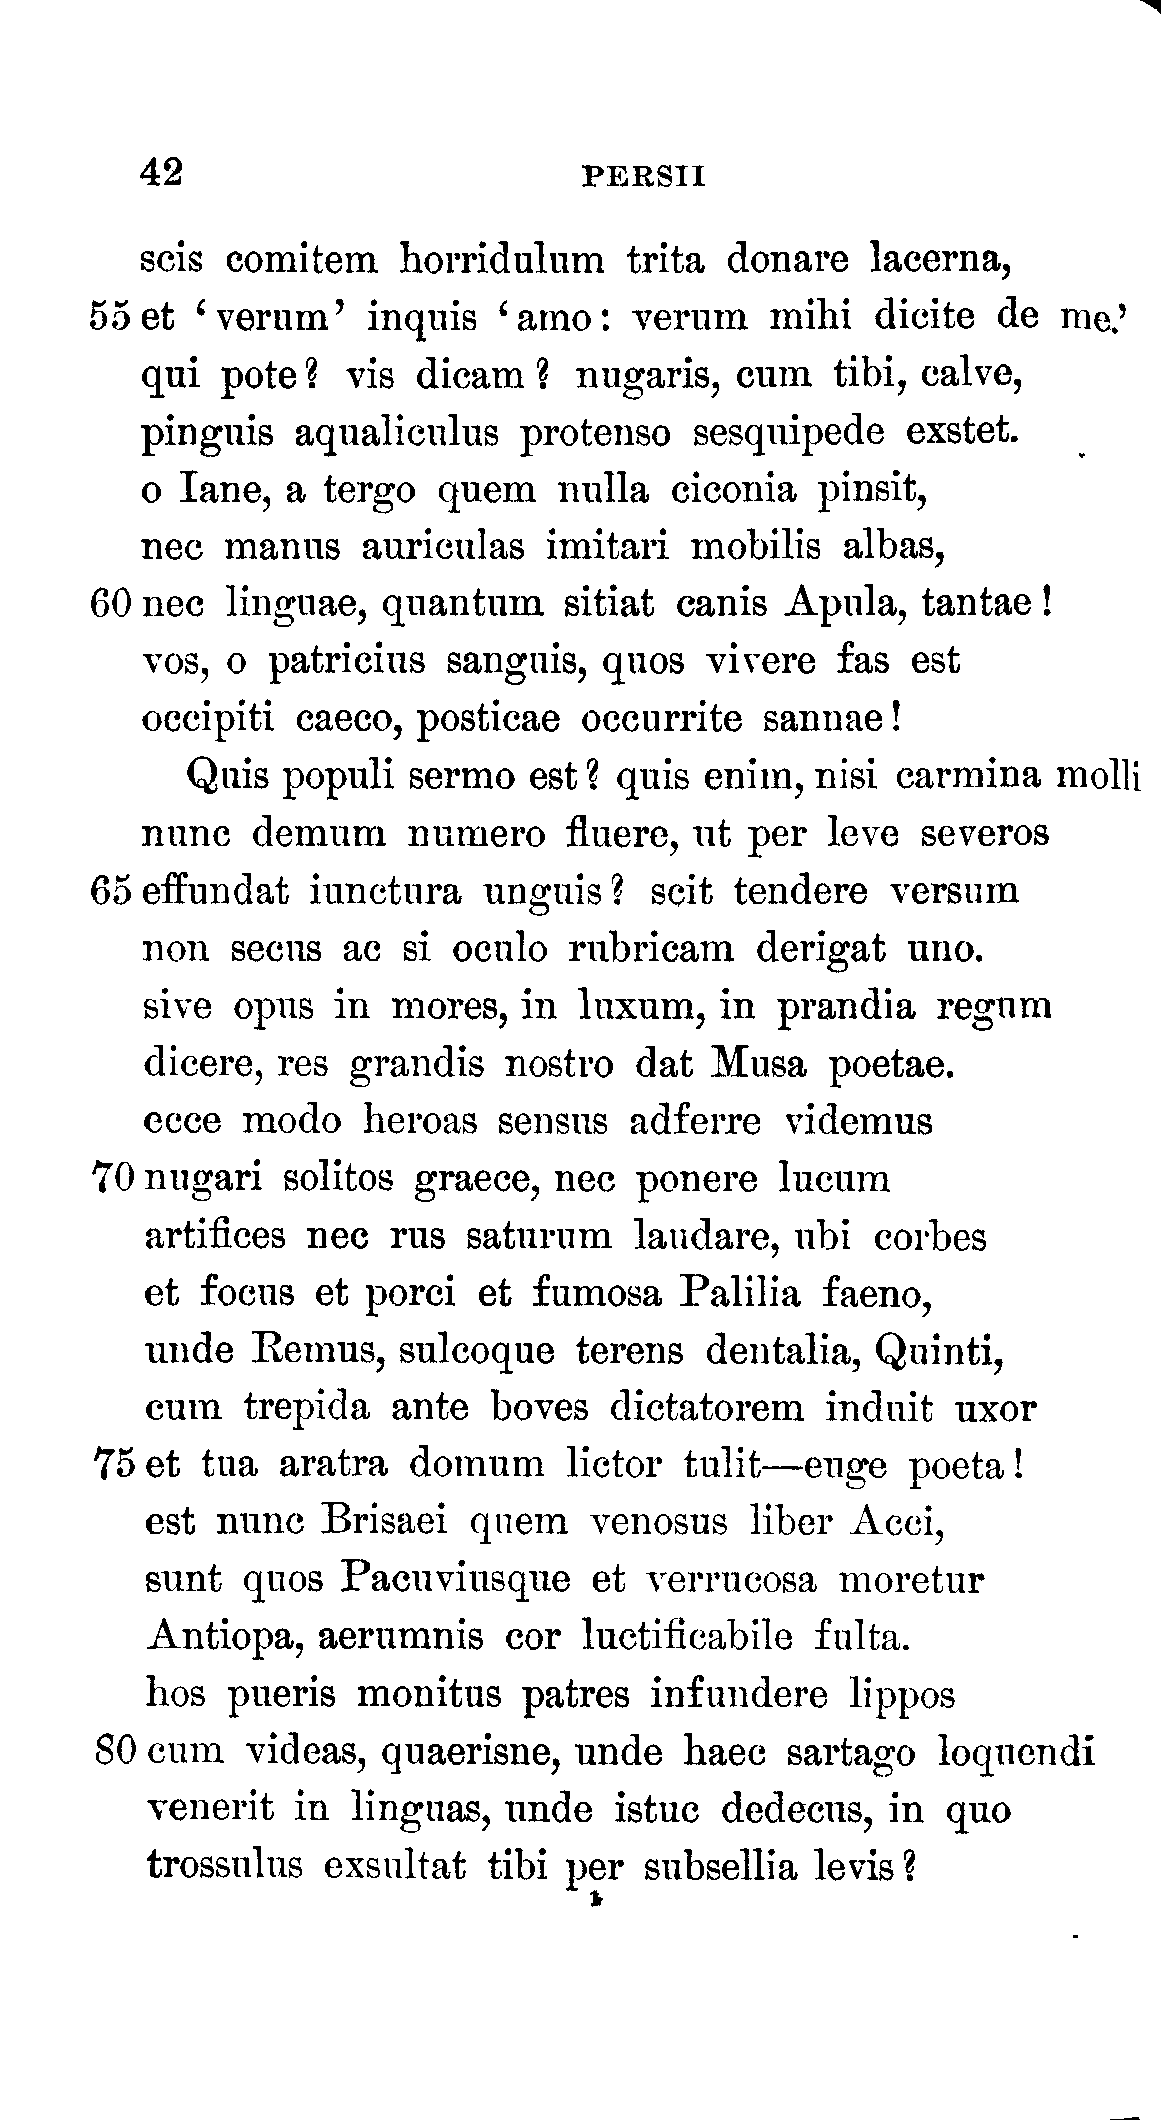 42 PERSII
scis comitem horridulum trita donare lacerna,
55 et ‘verum’ inquis ‘amo: verum mihi dicite de me.’
qui pote? vis dicam? nugaris, cum tibi, calve,
pinguis aqualiculus protenso sesquipede exstet.
o Iane, a tergo quem nulla ciconia pinsit,
nec manus auriculas imitari mobilis albas,
60 nec linguae, quantum sitiat canis Apula, tantae!
vos, o patricius sanguis, quos vivere fas est
occipiti caeco, posticae occurrite sannae!
Quis populi sermo est? quis enim, nisi carmina molli
nunc demum numero fluere, ut per leve severos
65 effundat iunctura unguis? scit tendere versum
non secus ac si oculo rubricam derigat uno.
sive opus in mores, in luxum, in prandia regum
dicere, res grandis nostro dat Musa poetae.
ecce modo heroas sensus adferre videmus
70 nugari solitos graece, nec ponere lucum
artifices nec rus saturum laudare, ubi corbes
et focus et porci et fumosa Palilia faeno,
unde Remus, sulcoque terens dentalia, Quinti,
cum trepida ante boves dictatorem induit uxor
75 et tua aratra domum lictor tulit—euge poeta!
est nunc Brisaei quem venosus liber Acci,
sunt quos Pacuviusque et verrucosa moretur
Antiopa, aerumnis cor luctificabile fulta.
hos pueris monitus patres infundere lippos
80 cum videas, quaerisne, unde haec sartago loquendi
venerit in linguas, unde istuc dedecus, in quo
trossulus exsultat tibi per subsellia levis?